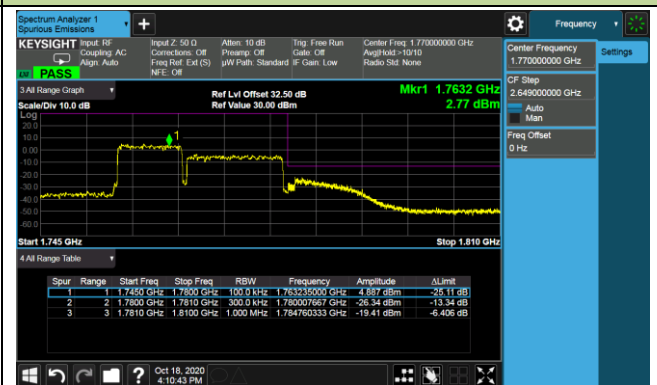 Spectrum Analyzer 1
Spurious Emissions
Frequency
KEYSIGHT
Input: RF
Coupling: AC
Align: Auto
Input Z: 50 Ω
Corrections: Off
Freq Ref: Ext (S)
NFE: Off
Atten: 10 dB
Preamp: Off
µW Path: Standard
Trig: Free Run
Gate: Off
IF Gain: Low
Center Freq: 1.770000000 GHz
Avg|Hold:>10/10
Radio Std: None
PASS
Center Frequency
1.770000000 GHz
Settings
CF Step
2.649000000 GHz
Auto
Man
Freq Offset
0 Hz
3 All Range Graph
Scale/Div 10.0 dB
Ref Lvl Offset 32.50 dB
Ref Value 30.00 dBm
Mkr1 1.7632 GHz
2.77 dBm
Log
20.0
10.0
0.00
-10.0
-20.0
-30.0
-40.0
-50.0
-60.0
1
Start 1.745 GHz
Stop 1.810 GHz
4 All Range Table
Spur Range Start Freq Stop Freq RBW Frequency Amplitude ΔLimit
1 1 1.7450 GHz 1.7800 GHz 100.0 kHz 1.763235000 GHz 4.887 dBm -25.11 dB
2 2 1.7800 GHz 1.7810 GHz 300.0 kHz 1.780007667 GHz -26.34 dBm -13.34 dB
3 3 1.7810 GHz 1.8100 GHz 1.000 MHz 1.784760333 GHz -19.41 dBm -6.406 dB
Oct 18, 2020
4:10:43 PM